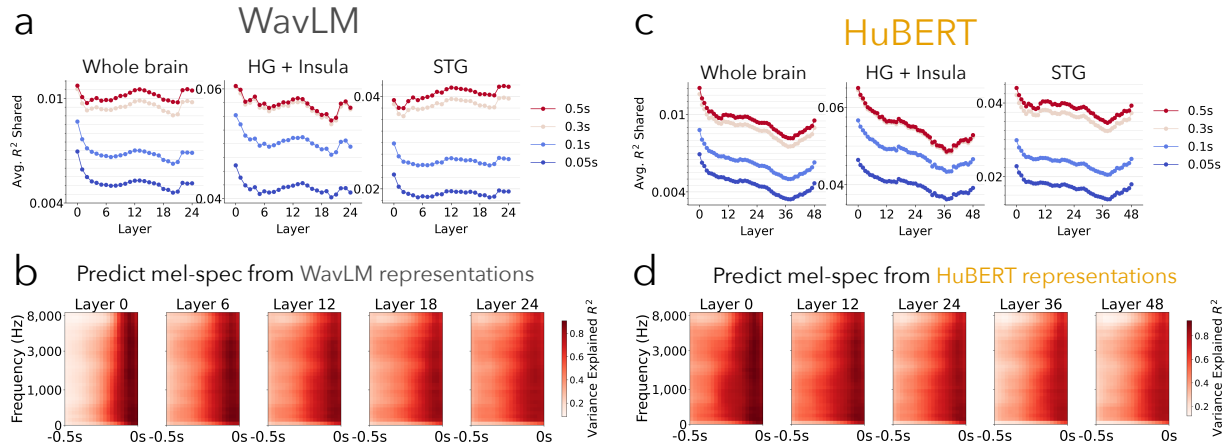 a
WavLM
Whole brain
HG + Insula
STG
Avg. R² Shared
0.01
0.004
0.06
0.04
0.04
0.02
0.5s
0.3s
0.1s
0.05s
0 6 12 18 24
0 6 12 18 24
0 6 12 18 24
Layer
Layer
Layer
b
Predict mel-spec from WavLM representations
Layer 0
Layer 6
Layer 12
Layer 18
Layer 24
Frequency (Hz)
8,000
3,000
1,000
0
-0.5s 0s
-0.5s 0s
-0.5s 0s
-0.5s 0s
-0.5s 0s
0.8
0.6
0.4
0.2
Variance Explained R²
c
HuBERT
Whole brain
HG + Insula
STG
Avg. R² Shared
0.01
0.004
0.06
0.04
0.04
0.02
0.5s
0.3s
0.1s
0.05s
0 12 24 36 48
0 12 24 36 48
0 12 24 36 48
Layer
Layer
Layer
d
Predict mel-spec from HuBERT representations
Layer 0
Layer 12
Layer 24
Layer 36
Layer 48
Frequency (Hz)
8,000
3,000
1,000
0
-0.5s 0s
-0.5s 0s
-0.5s 0s
-0.5s 0s
-0.5s 0s
0.8
0.6
0.4
0.2
Variance Explained R²